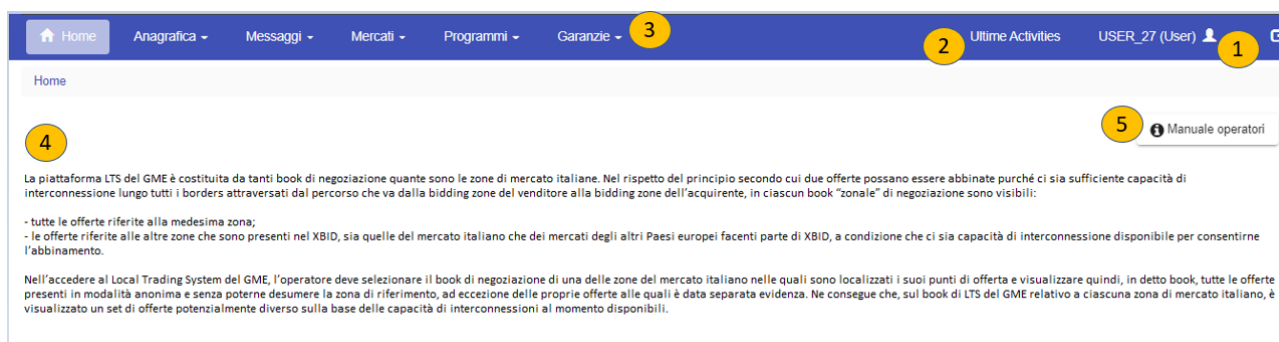 Home Anagrafica Messaggi Mercati Programmi Garanzie 3 2 Ultime Activities USER_27 (User) 1
Home
4
5 Manuale operatori
La piattaforma LTS del GME è costituita da tanti book di negoziazione quante sono le zone di mercato italiane. Nel rispetto del principio secondo cui due offerte possano essere abbinate purché ci sia sufficiente capacità di
interconnessione lungo tutti i borders attraversati dal percorso che va dalla bidding zone del venditore alla bidding zone dell'acquirente, in ciascun book “zonale” di negoziazione sono visibili:
- tutte le offerte riferite alla medesima zona;
- le offerte riferite alle altre zone che sono presenti nel XBID, sia quelle del mercato italiano che dei mercati degli altri Paesi europei facenti parte di XBID, a condizione che ci sia capacità di interconnessione disponibile per consentirne
l'abbinamento.
Nell'accedere al Local Trading System del GME, l'operatore deve selezionare il book di negoziazione di una delle zone del mercato italiano nelle quali sono localizzati i suoi punti di offerta e visualizzare quindi, in detto book, tutte le offerte
presenti in modalità anonima e senza poterne desumere la zona di riferimento, ad eccezione delle proprie offerte alle quali è data separata evidenza. Ne consegue che, sul book di LTS del GME relativo a ciascuna zona di mercato italiano, è
visualizzato un set di offerte potenzialmente diverso sulla base delle capacità di interconnessioni al momento disponibili.